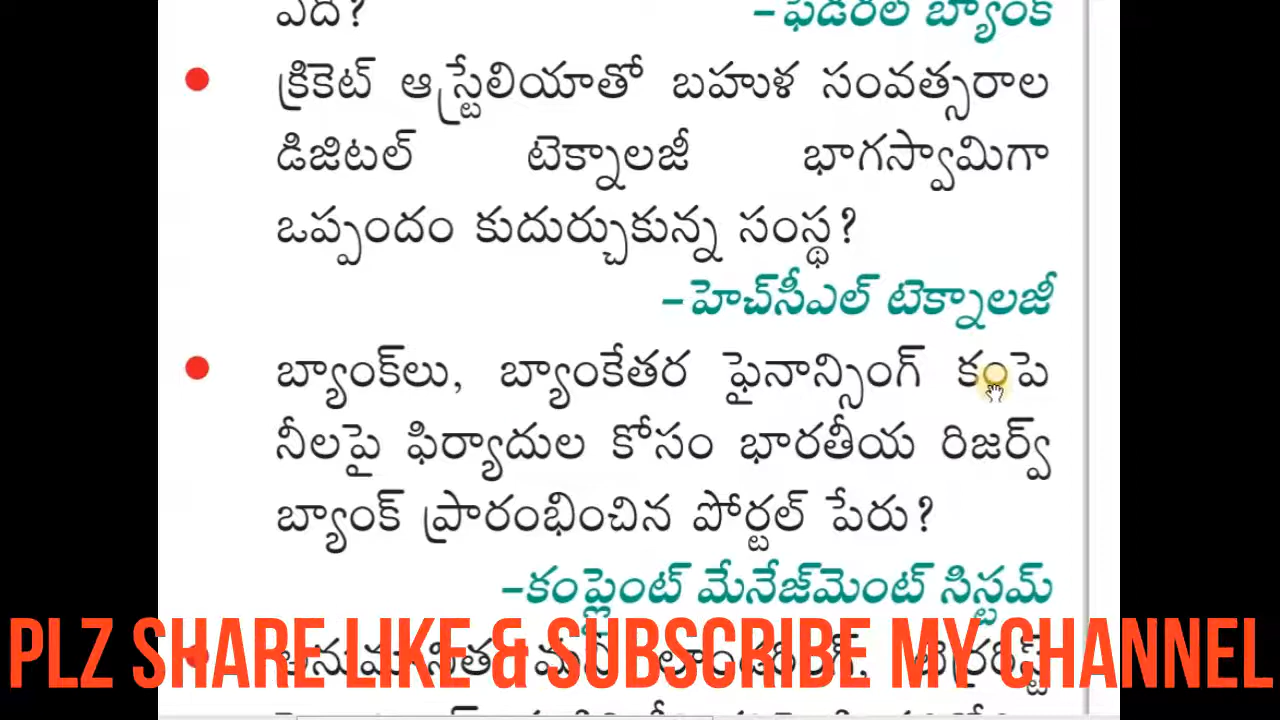 ఏది?
-ఫెడరల్ బ్యాంక్
క్రికెట్ ఆస్ట్రేలియాతో బహుళ సంవత్సరాల
డిజిటల్ టెక్నాలజీ భాగస్వామిగా
ఒప్పందం కుదుర్చుకున్న సంస్థ?
-హెచ్‌సీఎల్ టెక్నాలజీ
బ్యాంక్‌లు, బ్యాంకేతర ఫైనాన్సింగ్ కంపె
నీలపై ఫిర్యాదుల కోసం భారతీయ రిజర్వ్
బ్యాంక్ ప్రారంభించిన పోర్టల్ పేరు?
-కంప్లైంట్ మేనేజ్‌మెంట్ సిస్టమ్
PLZ SHARE LIKE & SUBSCRIBE MY CHANNEL